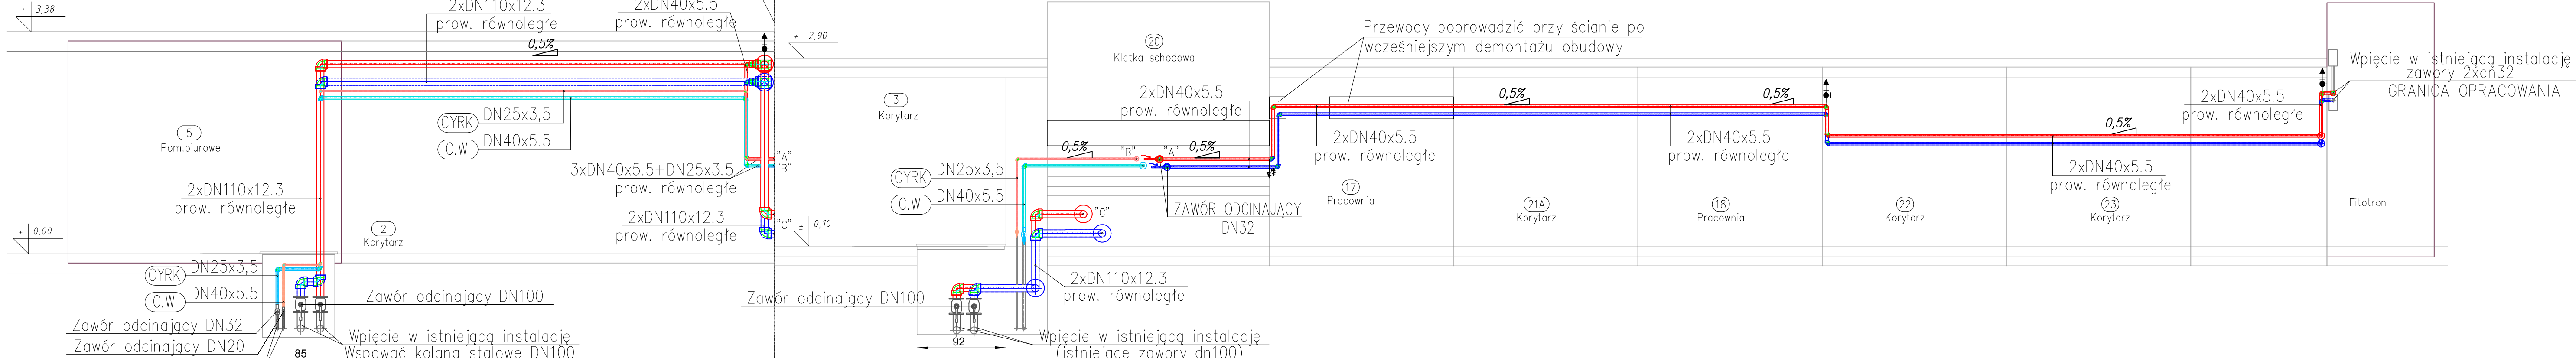 + 3,38
2xDN110x12.3
prow. równoległe
2xDN40x5.5
prow. równoległe
0,5%
+ 2,90
5
Pom.biurowe
CYRK DN25x3,5
C.W DN40x5.5
"A"
"B"
3xDN40x5.5+DN25x3.5
prow. równoległe
2xDN110x12.3
prow. równoległe
2xDN110x12.3
prow. równoległe
"C"
+ 0,00
2
Korytarz
± 0,10
CYRK DN25x3,5
C.W DN40x5.5
Zawór odcinający DN100
Zawór odcinający DN32
Zawór odcinający DN20
Wpięcie w istniejącą instalację
Wspawać kolana stalowe DN100
85
3
Korytarz
CYRK DN25x3,5
C.W DN40x5.5
20
Klatka schodowa
2xDN40x5.5
prow. równoległe
0,5%
"B"
"A"
0,5%
ZAWÓR ODCINAJĄCY
DN32
"C"
2xDN110x12.3
prow. równoległe
Zawór odcinający DN100
Wpięcie w istniejącą instalację
(istniejące zawory dn100)
92
Przewody poprowadzić przy ścianie po
wcześniejszym demontażu obudowy
0,5%
0,5%
2xDN40x5.5
prow. równoległe
2xDN40x5.5
prow. równoległe
17
Pracownia
21A
Korytarz
18
Pracownia
22
Korytarz
23
Korytarz
0,5%
2xDN40x5.5
prow. równoległe
2xDN40x5.5
prow. równoległe
Wpięcie w istniejącą instalację
zawory 2xdn32
GRANICA OPRACOWANIA
Fitotron